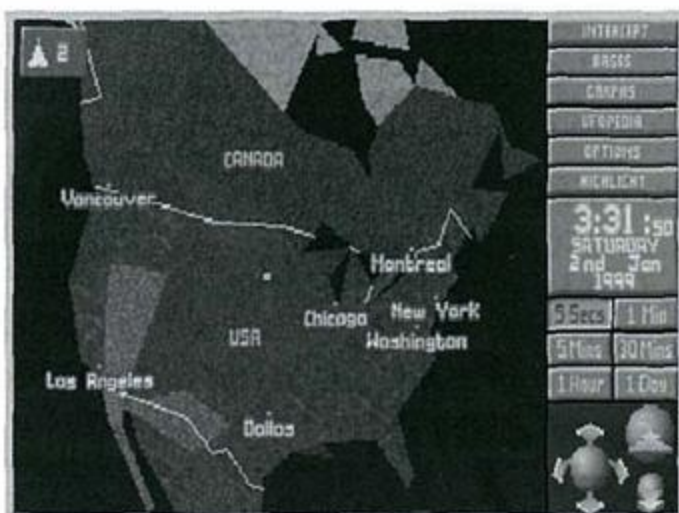 2
INTERCEPT
BASES
GRAPHS
UFOPEDIA
OPTIONS
HIGHLIGHT
CANADA
Vancouver
Montreal
Chicago New York
USA
Washington
Los Angeles
Dallas
3:31:50
SATURDAY
2nd Jan
1999
5 Secs 1 Min
5 Mins 30 Mins
1 Hour 1 Day